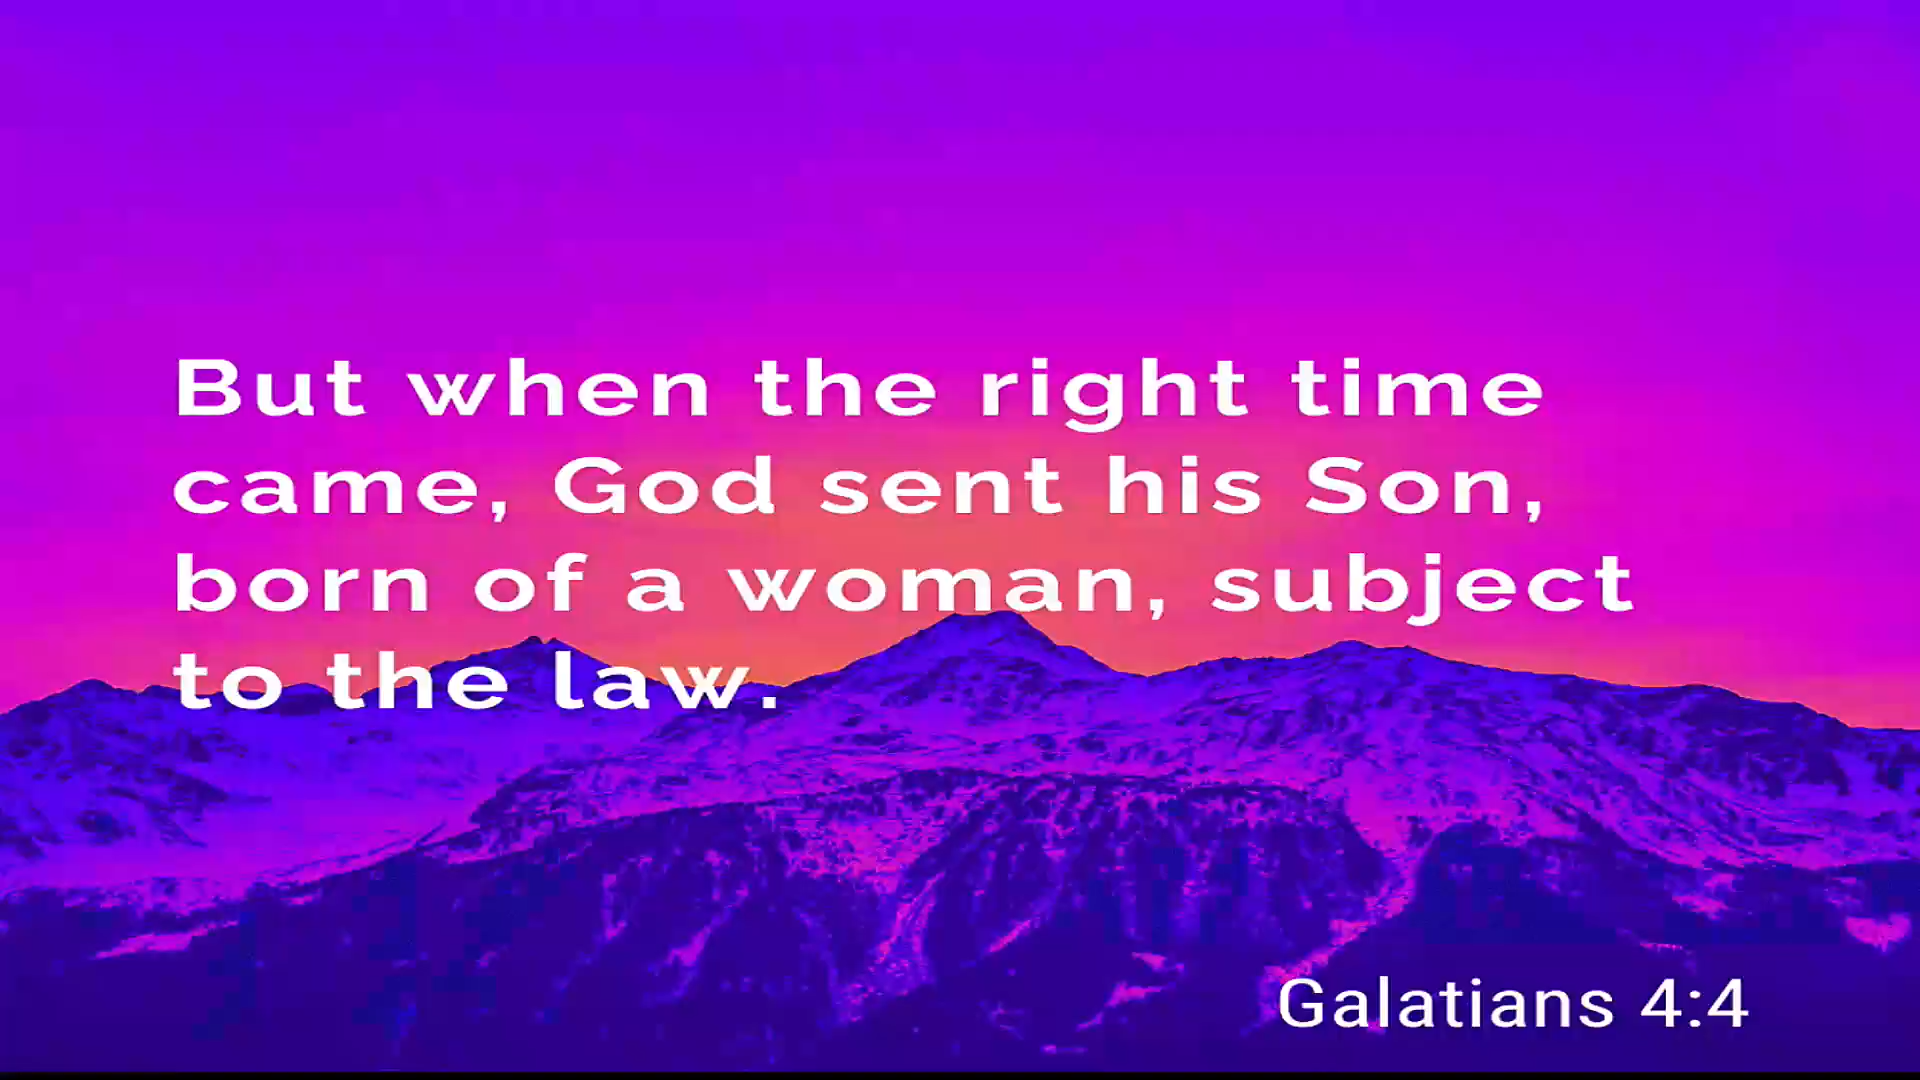 But when the right time
came, God sent his Son,
born of a woman, subject
to the law.
Galatians 4:4